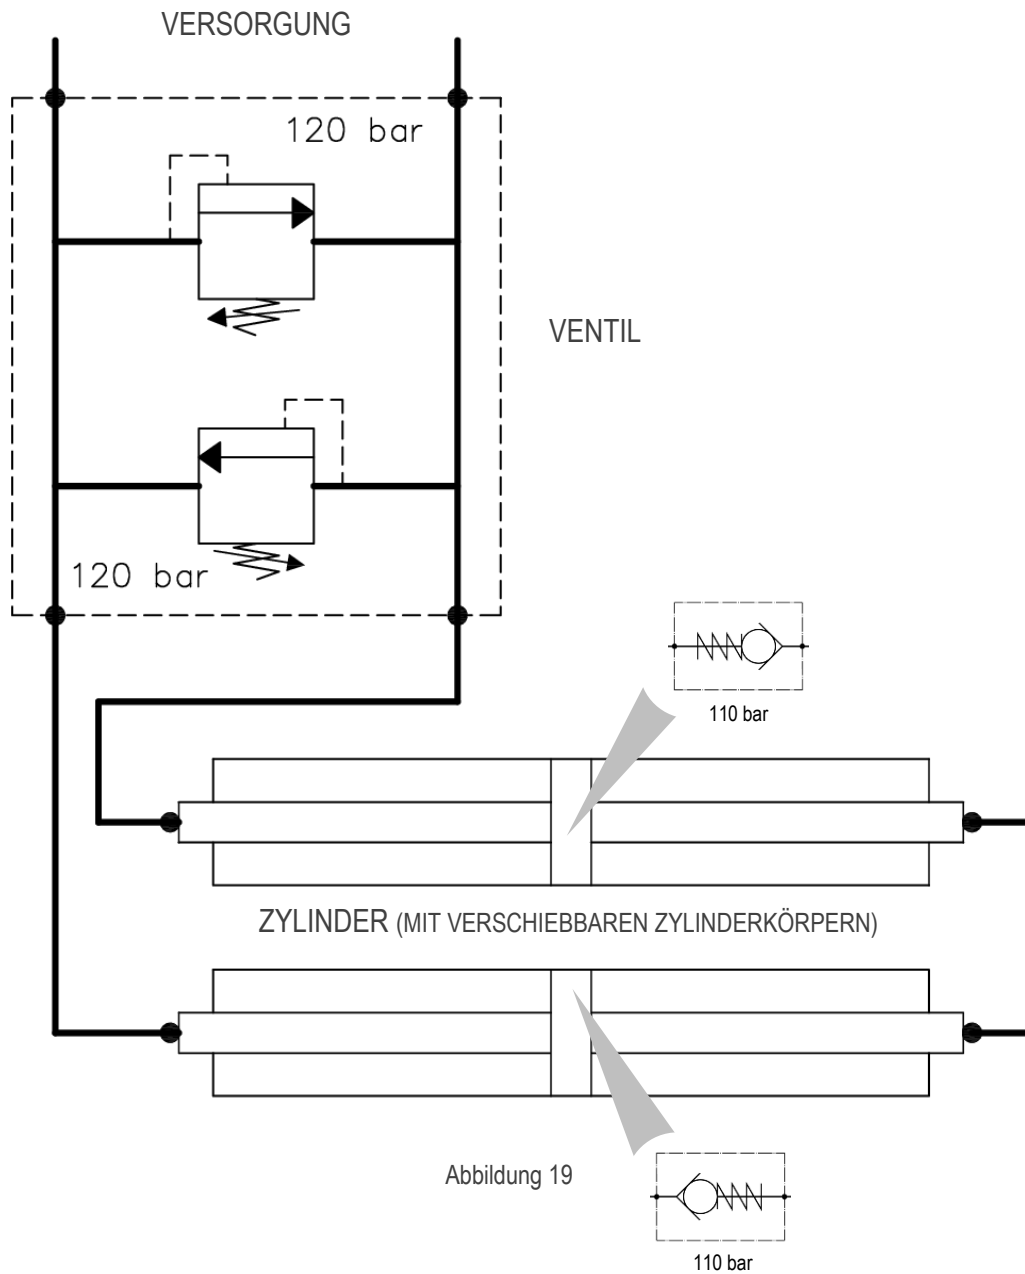 VERSORGUNG
120 bar
VENTIL
120 bar
110 bar
ZYLINDER (MIT VERSCHIEBBAREN ZYLINDERKÖRPERN)
Abbildung 19
110 bar